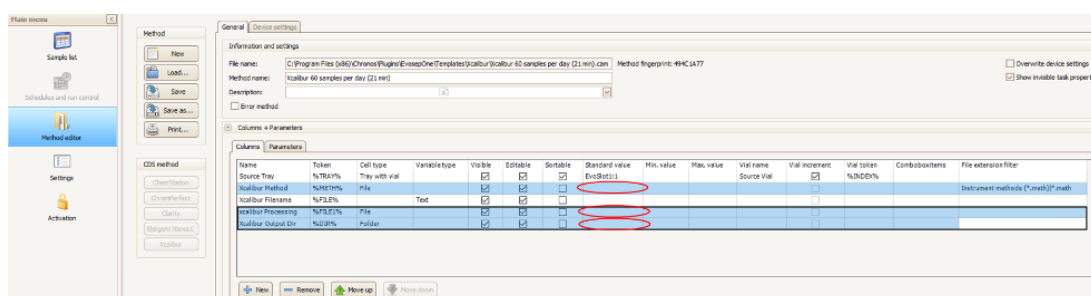 Main menu
Sample list
Schedules and run control
Method editor
Settings
Activation
Method
New
Load...
Save
Save as...
Print...
CDS method
ChemStation
ChromPerfect
Clarity
Eksigent NanoLC
Xcalibur
General Device settings
Information and settings
File name: C:\Program Files (x86)\Chronos\Plugins\EvosepOne\Templates\Xcalibur\Xcalibur 60 samples per day (21 min).cam Method fingerprint: 494C1A77 Overwrite device settings
Method name: Xcalibur 60 samples per day (21 min) Show invisible task propert
Description:
Error method
Columns + Parameters
Columns Parameters
Name Token Cell type Variable type Visible Editable Sortable Standard value Min. value Max. value Vial name Vial increment Vial token Comboboxitems File extension filter
Source Tray %TRAY% Tray with vial EvoSlot1:1 Source Vial %INDEX%
Xcalibur Method %METH% File Instrument methods (*.meth)|*.meth
Xcalibur Filename %FILE% Text
xcalibur Processing %FILE1% File
Xcalibur Output Dir %DIR% Folder
New Remove Move up Move down